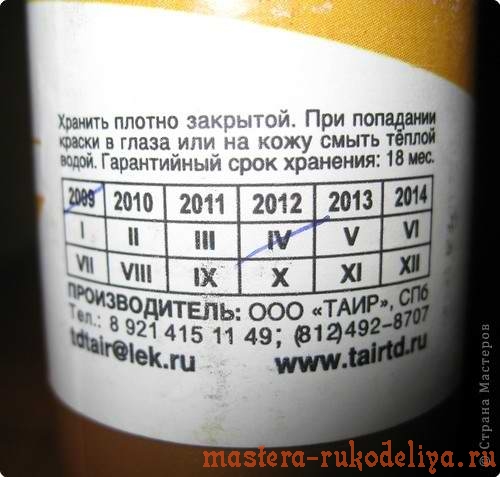 Хранить плотно закрытой. При попадании
краски в глаза или на кожу смыть тёплой
водой. Гарантийный срок хранения: 18 мес.
2009 2010 2011 2012 2013 2014
I II III IV V VI
VII VIII IX X XI XII
ПРОИЗВОДИТЕЛЬ: ООО «ТАИР», СПб
Тел.: 8 921 415 11 49; (812)492-8707
tdtair@lek.ru www.tairtd.ru
© Страна Мастеров
mastera-rukodeliya.ru